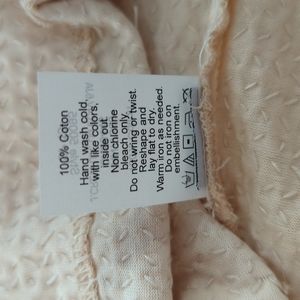 100% Coton
Hand wash cold,
with like colors,
inside out.
Non chlorine
bleach only.
Do not wring or twist.
Reshape and
lay flat to dry.
Warm iron as needed.
Do not iron on
embellishment.